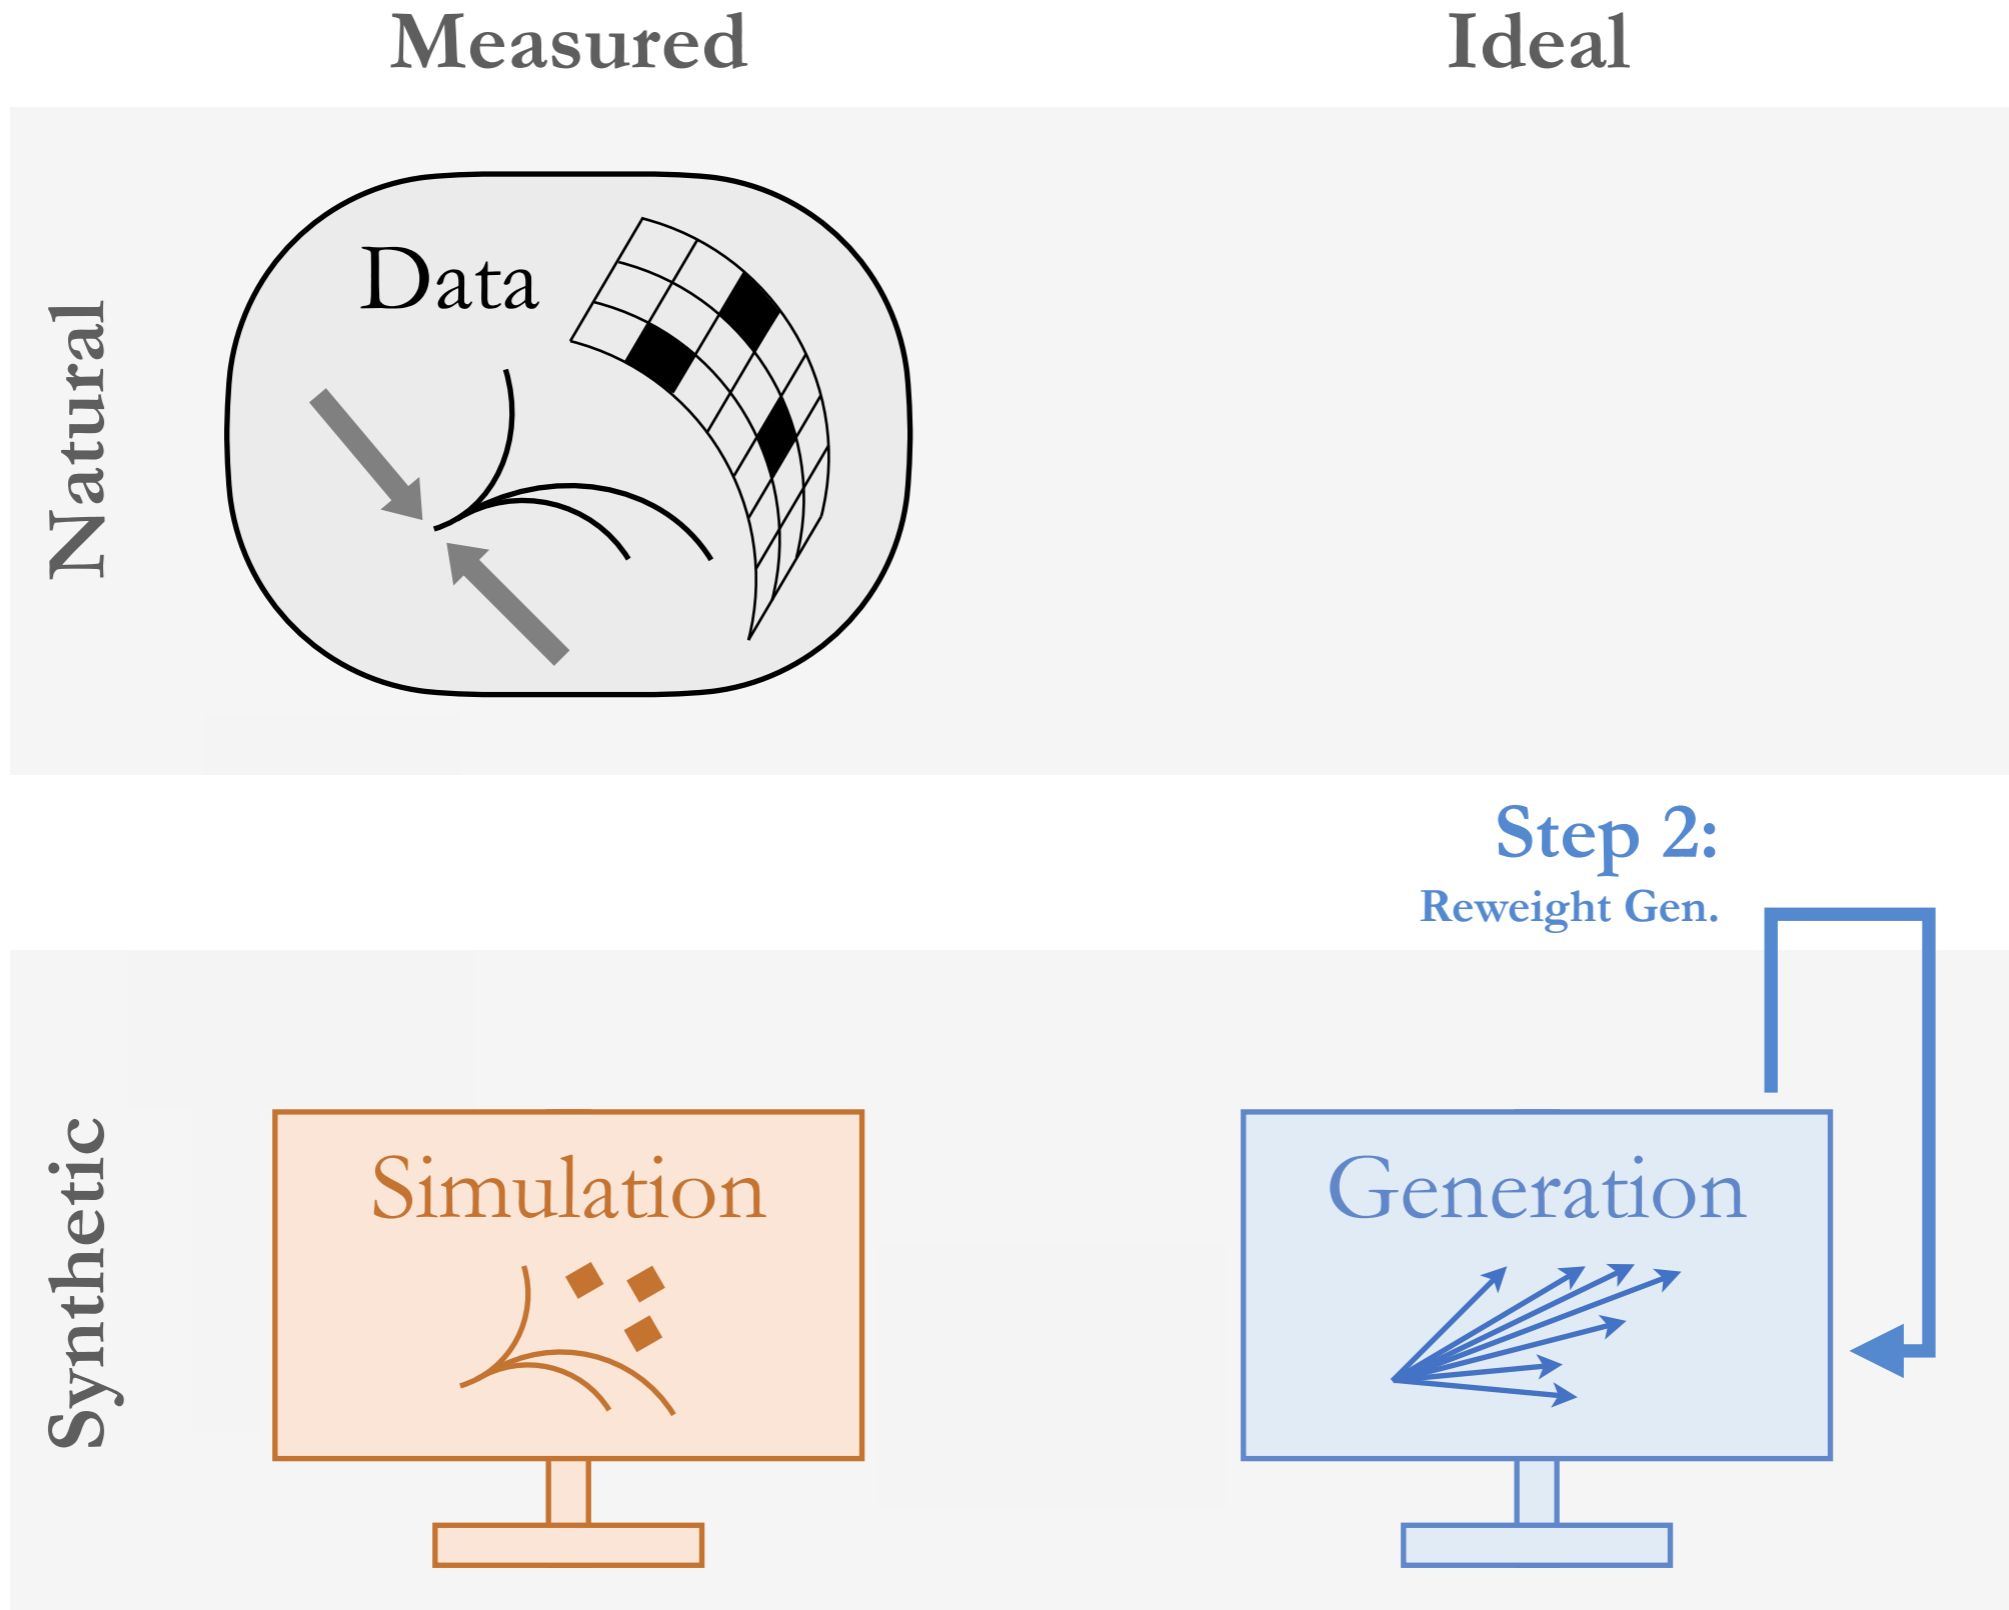 Measured
Ideal
Natural
Data
Step 2:
Reweight Gen.
Synthetic
Simulation
Generation